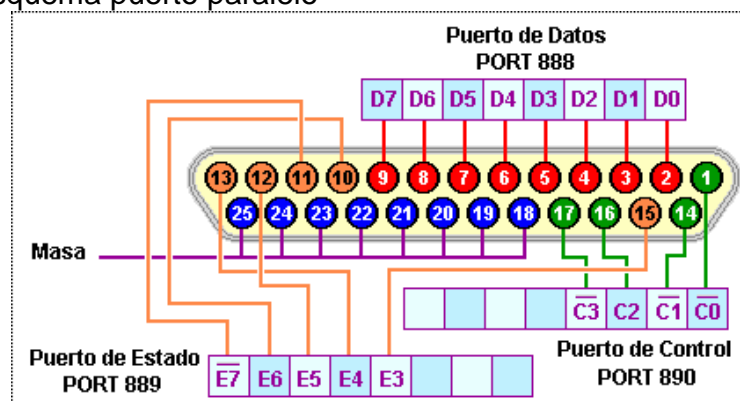 squema puerto paralelo
Puerto de Datos
PORT 888
D7 D6 D5 D4 D3 D2 D1 D0
13 12 11 10 9 8 7 6 5 4 3 2 1
25 24 23 22 21 20 19 18 17 16 15 14
Masa
C3 C2 C1 C0
Puerto de Control
PORT 890
Puerto de Estado
PORT 889
E7 E6 E5 E4 E3